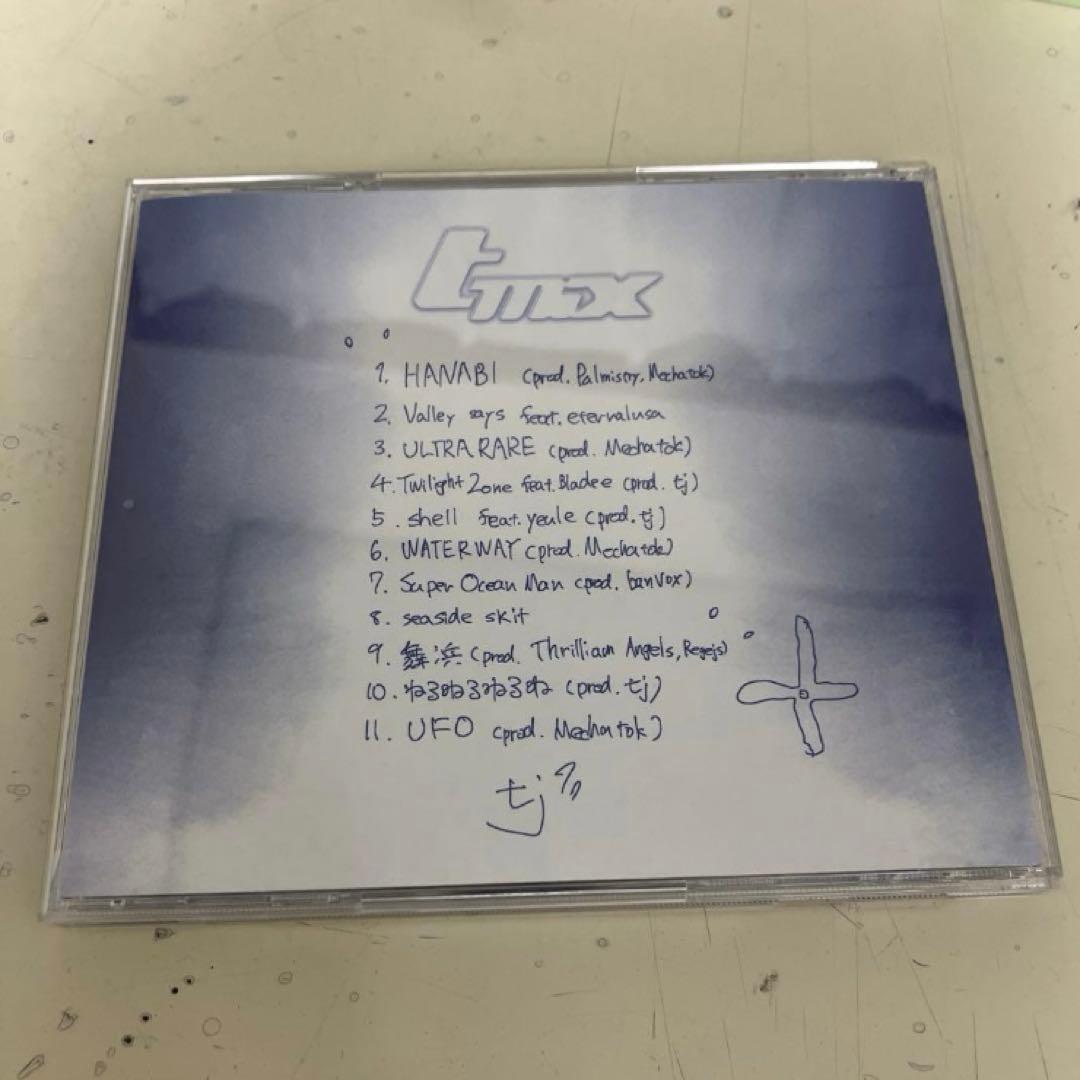 tmix
1. HANABI (prod. Palmistry, Mechatok)
2. Valley says feat. eternalusa
3. ULTRA RARE (prod. Mechatok)
4. Twilight Zone feat. Bladee (prod. tj)
5. shell feat. yeule (prod. tj)
6. WATERWAY (prod. Mechatok)
7. Super Ocean Man (prod. banvox)
8. seaside skit
9. 舞浜 (prod. Thrilliam Angels, Regejs)
10. ねるねるねるね (prod. tj)
11. UFO (prod. Mechatok)
tj